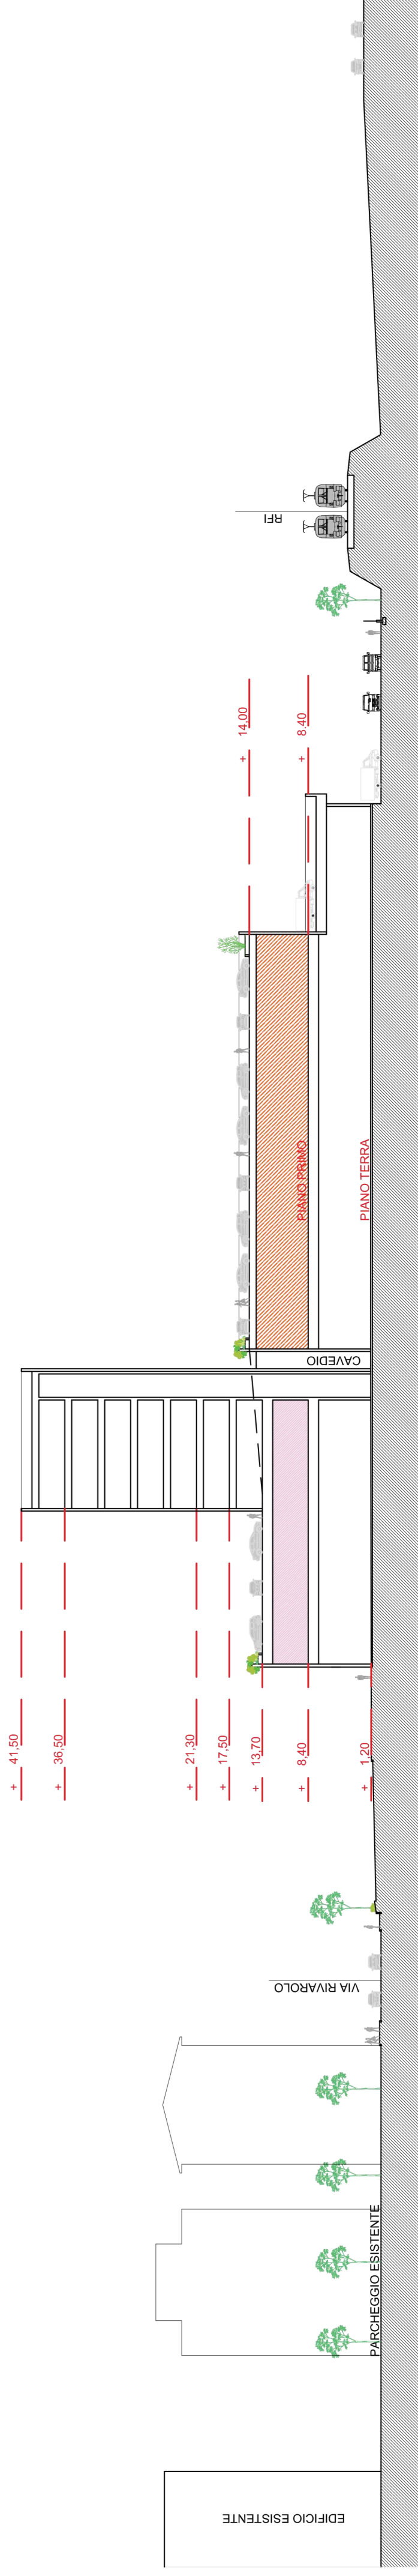 EDIFICIO ESISTENTE
PARCHEGGIO ESISTENTE
VIA RIVAROLO
+ 41,50
+ 36,50
+ 21,30
+ 17,50
+ 13,70
+ 8,40
+ 1,20
CAVEDIO
PIANO PRIMO
PIANO TERRA
+ 14.00
+ 8.40
RFI